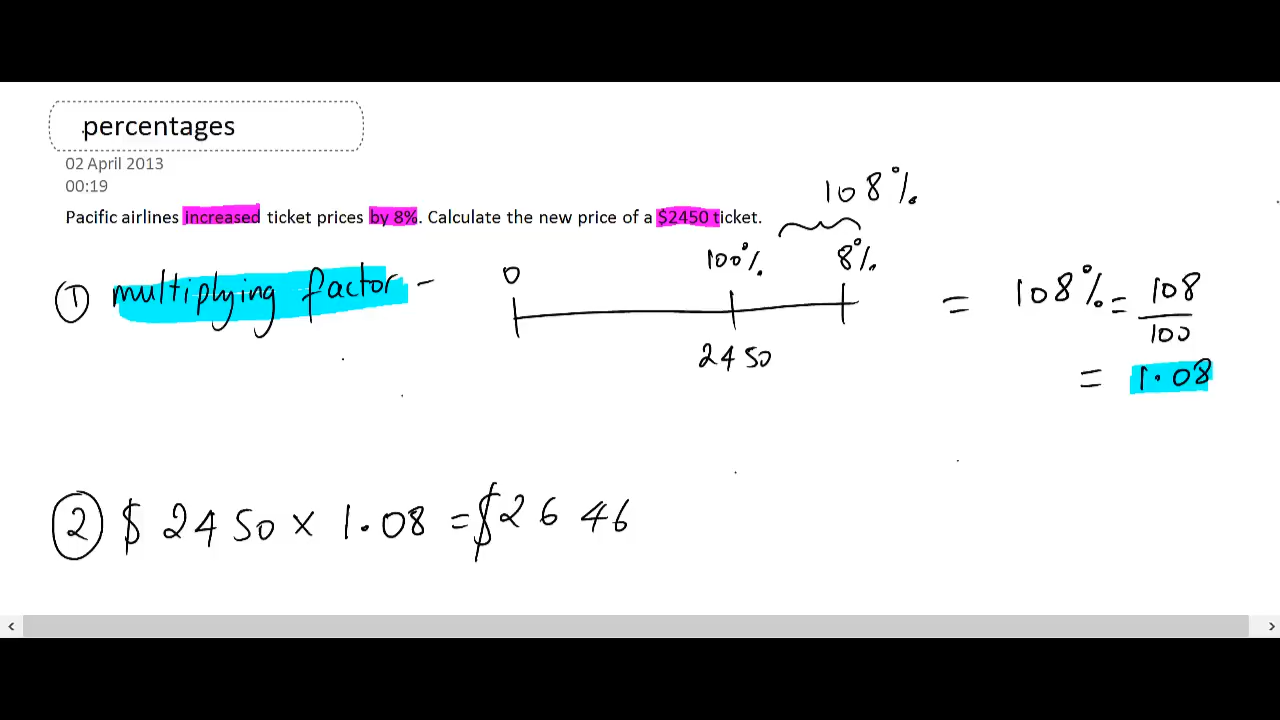 percentages
02 April 2013
00:19
Pacific airlines increased ticket prices by 8%. Calculate the new price of a $2450 ticket.
108%
100% 8%
① multiplying factor - 0 = 108% = 108
100
2450
= 1.08
② $ 2450 × 1.08 = $2646